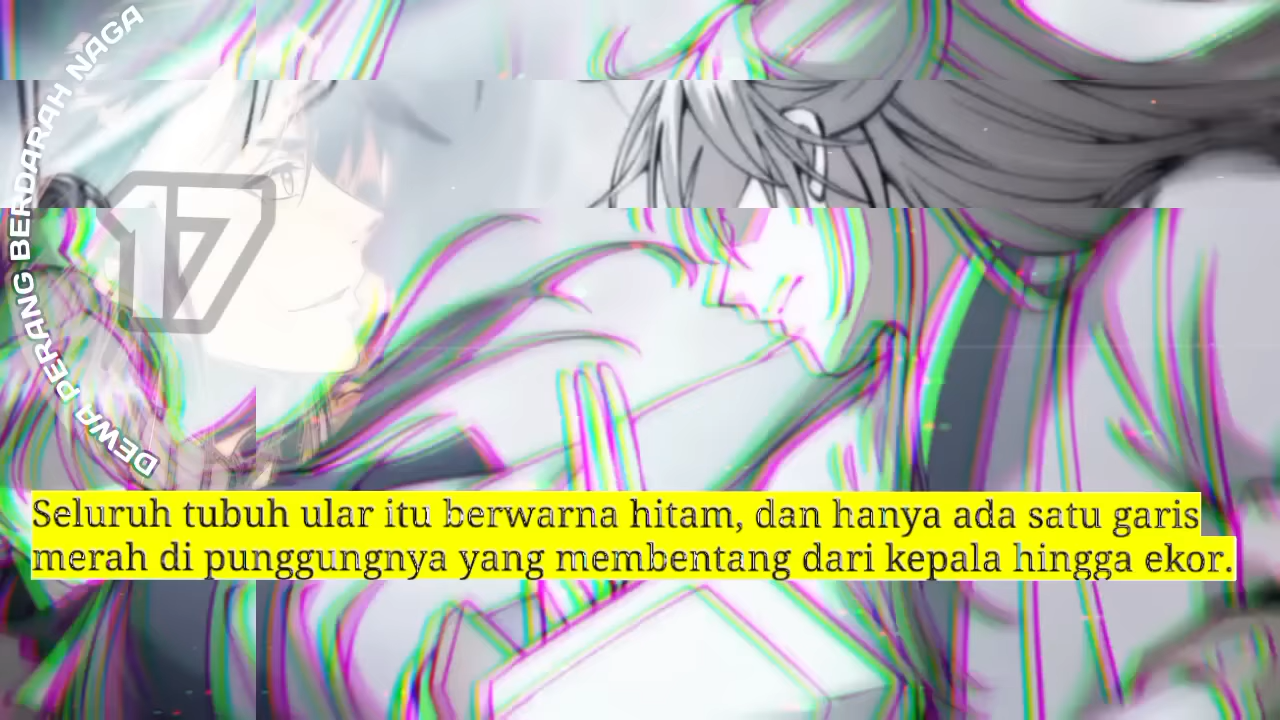 DEWA PERANG BERDARAH NAGA
17
Seluruh tubuh ular itu berwarna hitam, dan hanya ada satu garis
merah di punggungnya yang membentang dari kepala hingga ekor.